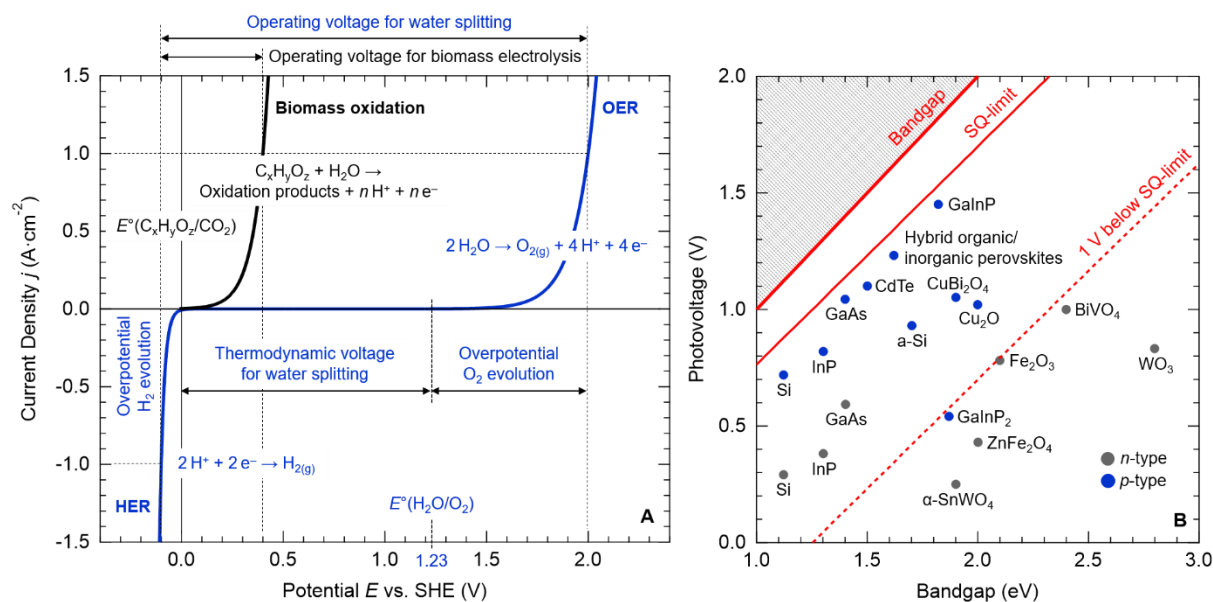 Operating voltage for water splitting
Operating voltage for biomass electrolysis
1.5
1.0
0.5
0.0
-0.5
-1.0
-1.5
Current Density j (A·cm⁻²)
Biomass oxidation
OER
CₓHᵧO_z + H₂O →
Oxidation products + n H⁺ + n e⁻
E°(CₓHᵧO_z/CO₂)
2 H₂O → O₂₍g₎ + 4 H⁺ + 4 e⁻
Overpotential
H₂ evolution
Thermodynamic voltage
for water splitting
Overpotential
O₂ evolution
2 H⁺ + 2 e⁻ → H₂₍g₎
HER
E°(H₂O/O₂)
A
0.0
0.5
1.0
1.23
1.5
2.0
Potential E vs. SHE (V)
2.0
1.5
1.0
0.5
0.0
Photovoltage (V)
Bandgap
SQ-limit
1 V below SQ-limit
GaInP
Hybrid organic/
inorganic perovskites
CdTe
CuBi₂O₄
GaAs
Cu₂O
BiVO₄
a-Si
InP
Fe₂O₃
WO₃
Si
GaAs
GaInP₂
ZnFe₂O₄
InP
Si
α-SnWO₄
n-type
p-type
B
1.0
1.5
2.0
2.5
3.0
Bandgap (eV)